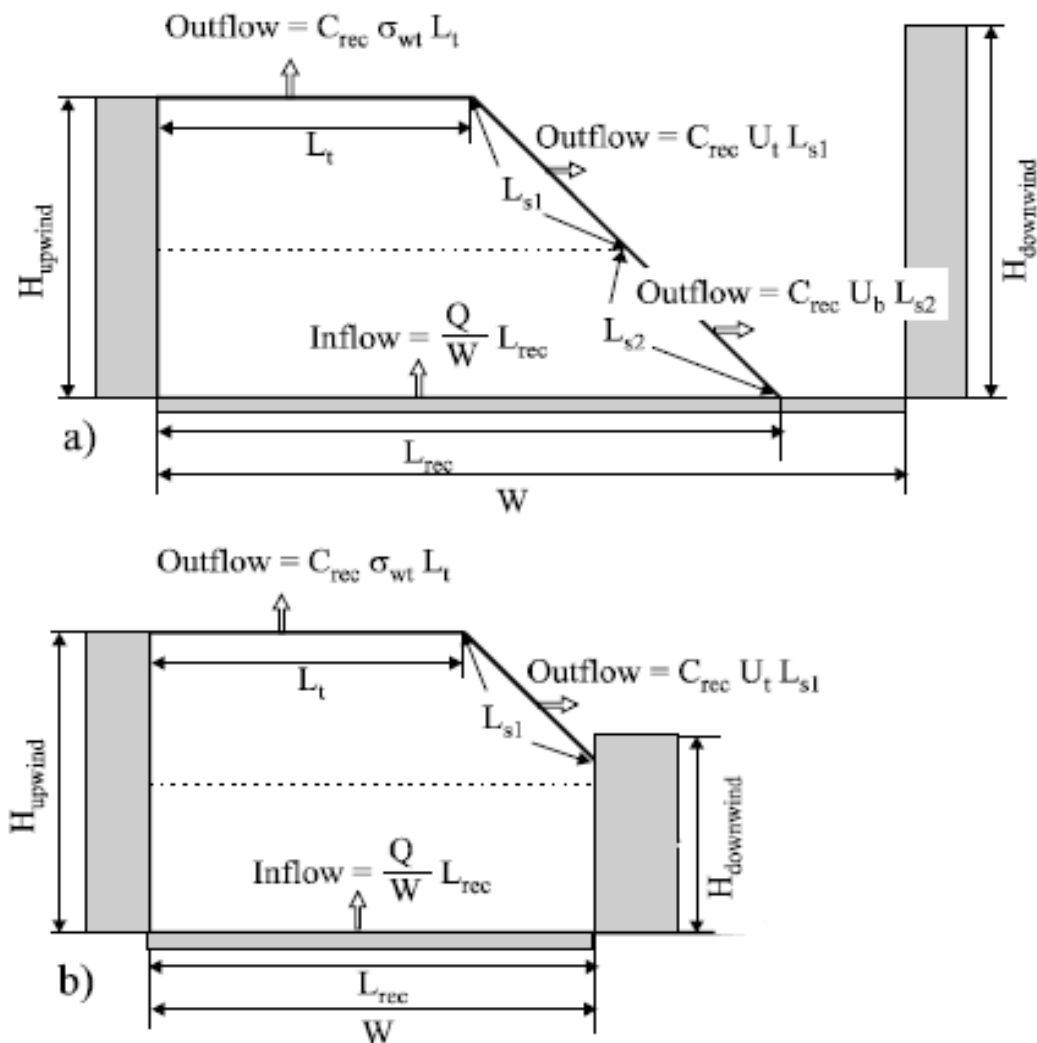 Outflow = C_rec σ_wt L_t
L_t
Outflow = C_rec U_t L_s1
L_s1
H_upwind
H_downwind
Outflow = C_rec U_b L_s2
L_s2
Inflow = Q/W L_rec
a)
L_rec
W
Outflow = C_rec σ_wt L_t
L_t
Outflow = C_rec U_t L_s1
L_s1
H_upwind
H_downwind
Inflow = Q/W L_rec
b)
L_rec
W